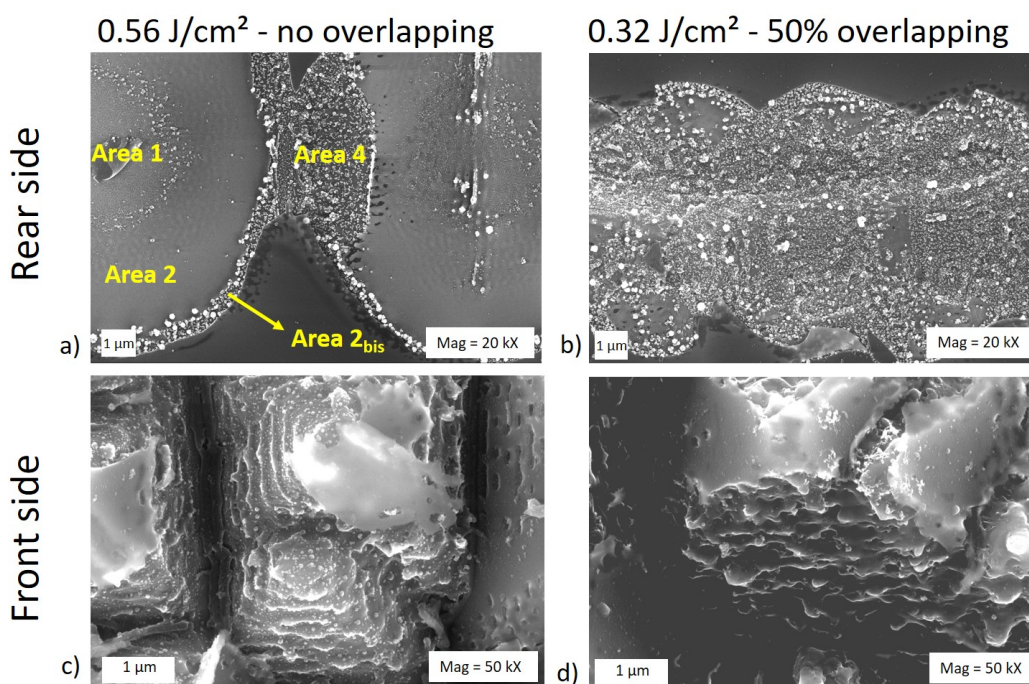 0.56 J/cm² - no overlapping
0.32 J/cm² - 50% overlapping
Rear side
Area 1
Area 4
Area 2
Area 2bis
a)
1 µm
Mag = 20 kX
b)
1 µm
Mag = 20 kX
Front side
c)
1 µm
Mag = 50 kX
d)
1 µm
Mag = 50 kX